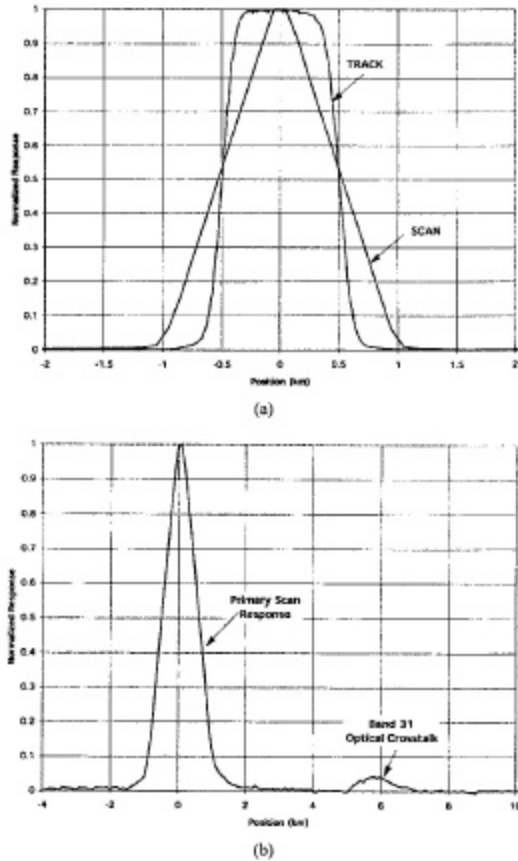 1
0.9
0.8
0.7
0.6
0.5
0.4
0.3
0.2
0.1
0
Normalized Response
TRACK
SCAN
-2 -1.5 -1 -0.5 0 0.5 1 1.5 2
Position (km)
(a)
1
0.9
0.8
0.7
0.6
0.5
0.4
0.3
0.2
0.1
0
Normalized Response
Primary Scan
Response
Band 31
Optical Crosstalk
-4 -2 0 2 4 6 8 10
Position (km)
(b)